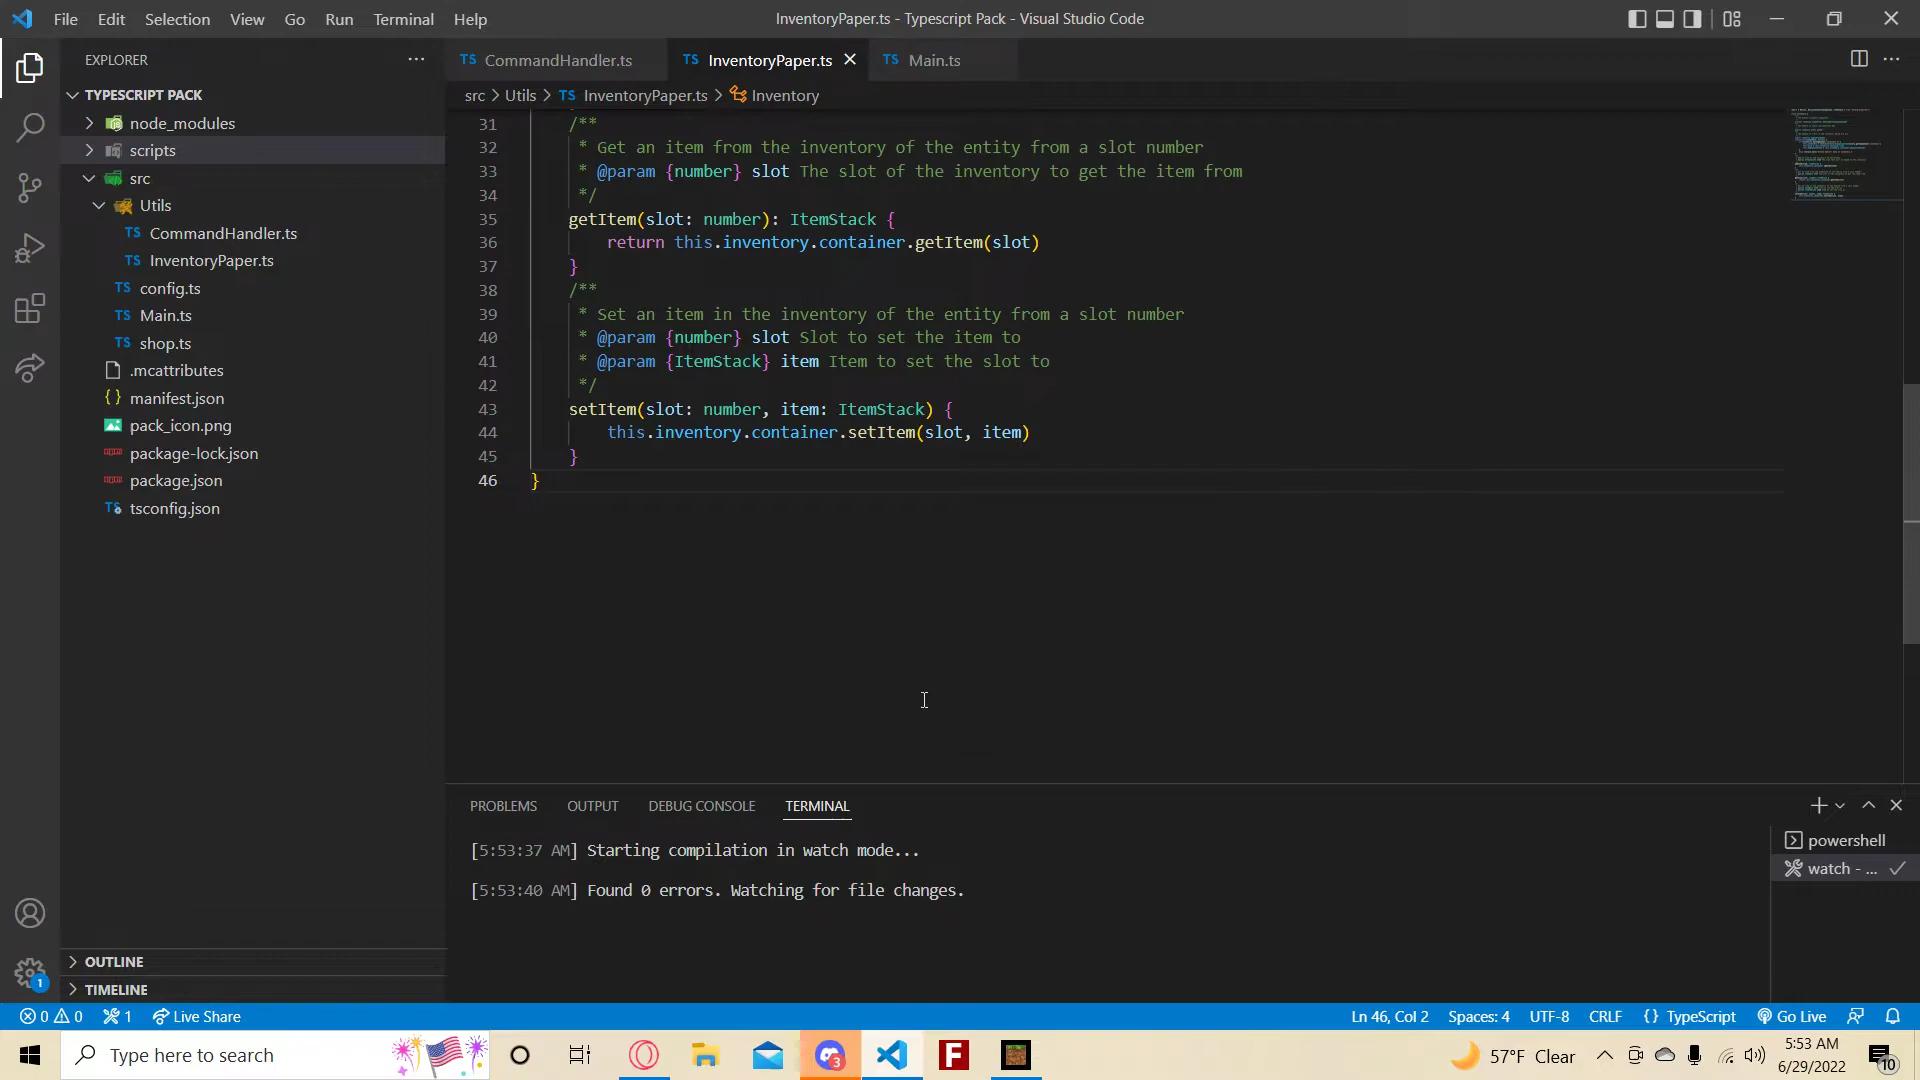 File Edit Selection View Go Run Terminal Help
InventoryPaper.ts - Typescript Pack - Visual Studio Code
EXPLORER
TYPESCRIPT PACK
node_modules
scripts
src
Utils
TS CommandHandler.ts
TS InventoryPaper.ts
TS config.ts
TS Main.ts
TS shop.ts
.mcattributes
{ } manifest.json
pack_icon.png
package-lock.json
package.json
TS tsconfig.json
OUTLINE
TIMELINE
TS CommandHandler.ts
TS InventoryPaper.ts
TS Main.ts
src > Utils > TS InventoryPaper.ts > Inventory
31 /**
32 * Get an item from the inventory of the entity from a slot number
33 * @param {number} slot The slot of the inventory to get the item from
34 */
35 getItem(slot: number): ItemStack {
36 return this.inventory.container.getItem(slot)
37 }
38 /**
39 * Set an item in the inventory of the entity from a slot number
40 * @param {number} slot Slot to set the item to
41 * @param {ItemStack} item Item to set the slot to
42 */
43 setItem(slot: number, item: ItemStack) {
44 this.inventory.container.setItem(slot, item)
45 }
46 }
PROBLEMS OUTPUT DEBUG CONSOLE TERMINAL
[5:53:37 AM] Starting compilation in watch mode...
[5:53:40 AM] Found 0 errors. Watching for file changes.
powershell
watch - ...
1
0 0 1 Live Share
Ln 46, Col 2 Spaces: 4 UTF-8 CRLF { } TypeScript Go Live
Type here to search
3
F
57°F Clear
5:53 AM
6/29/2022
10